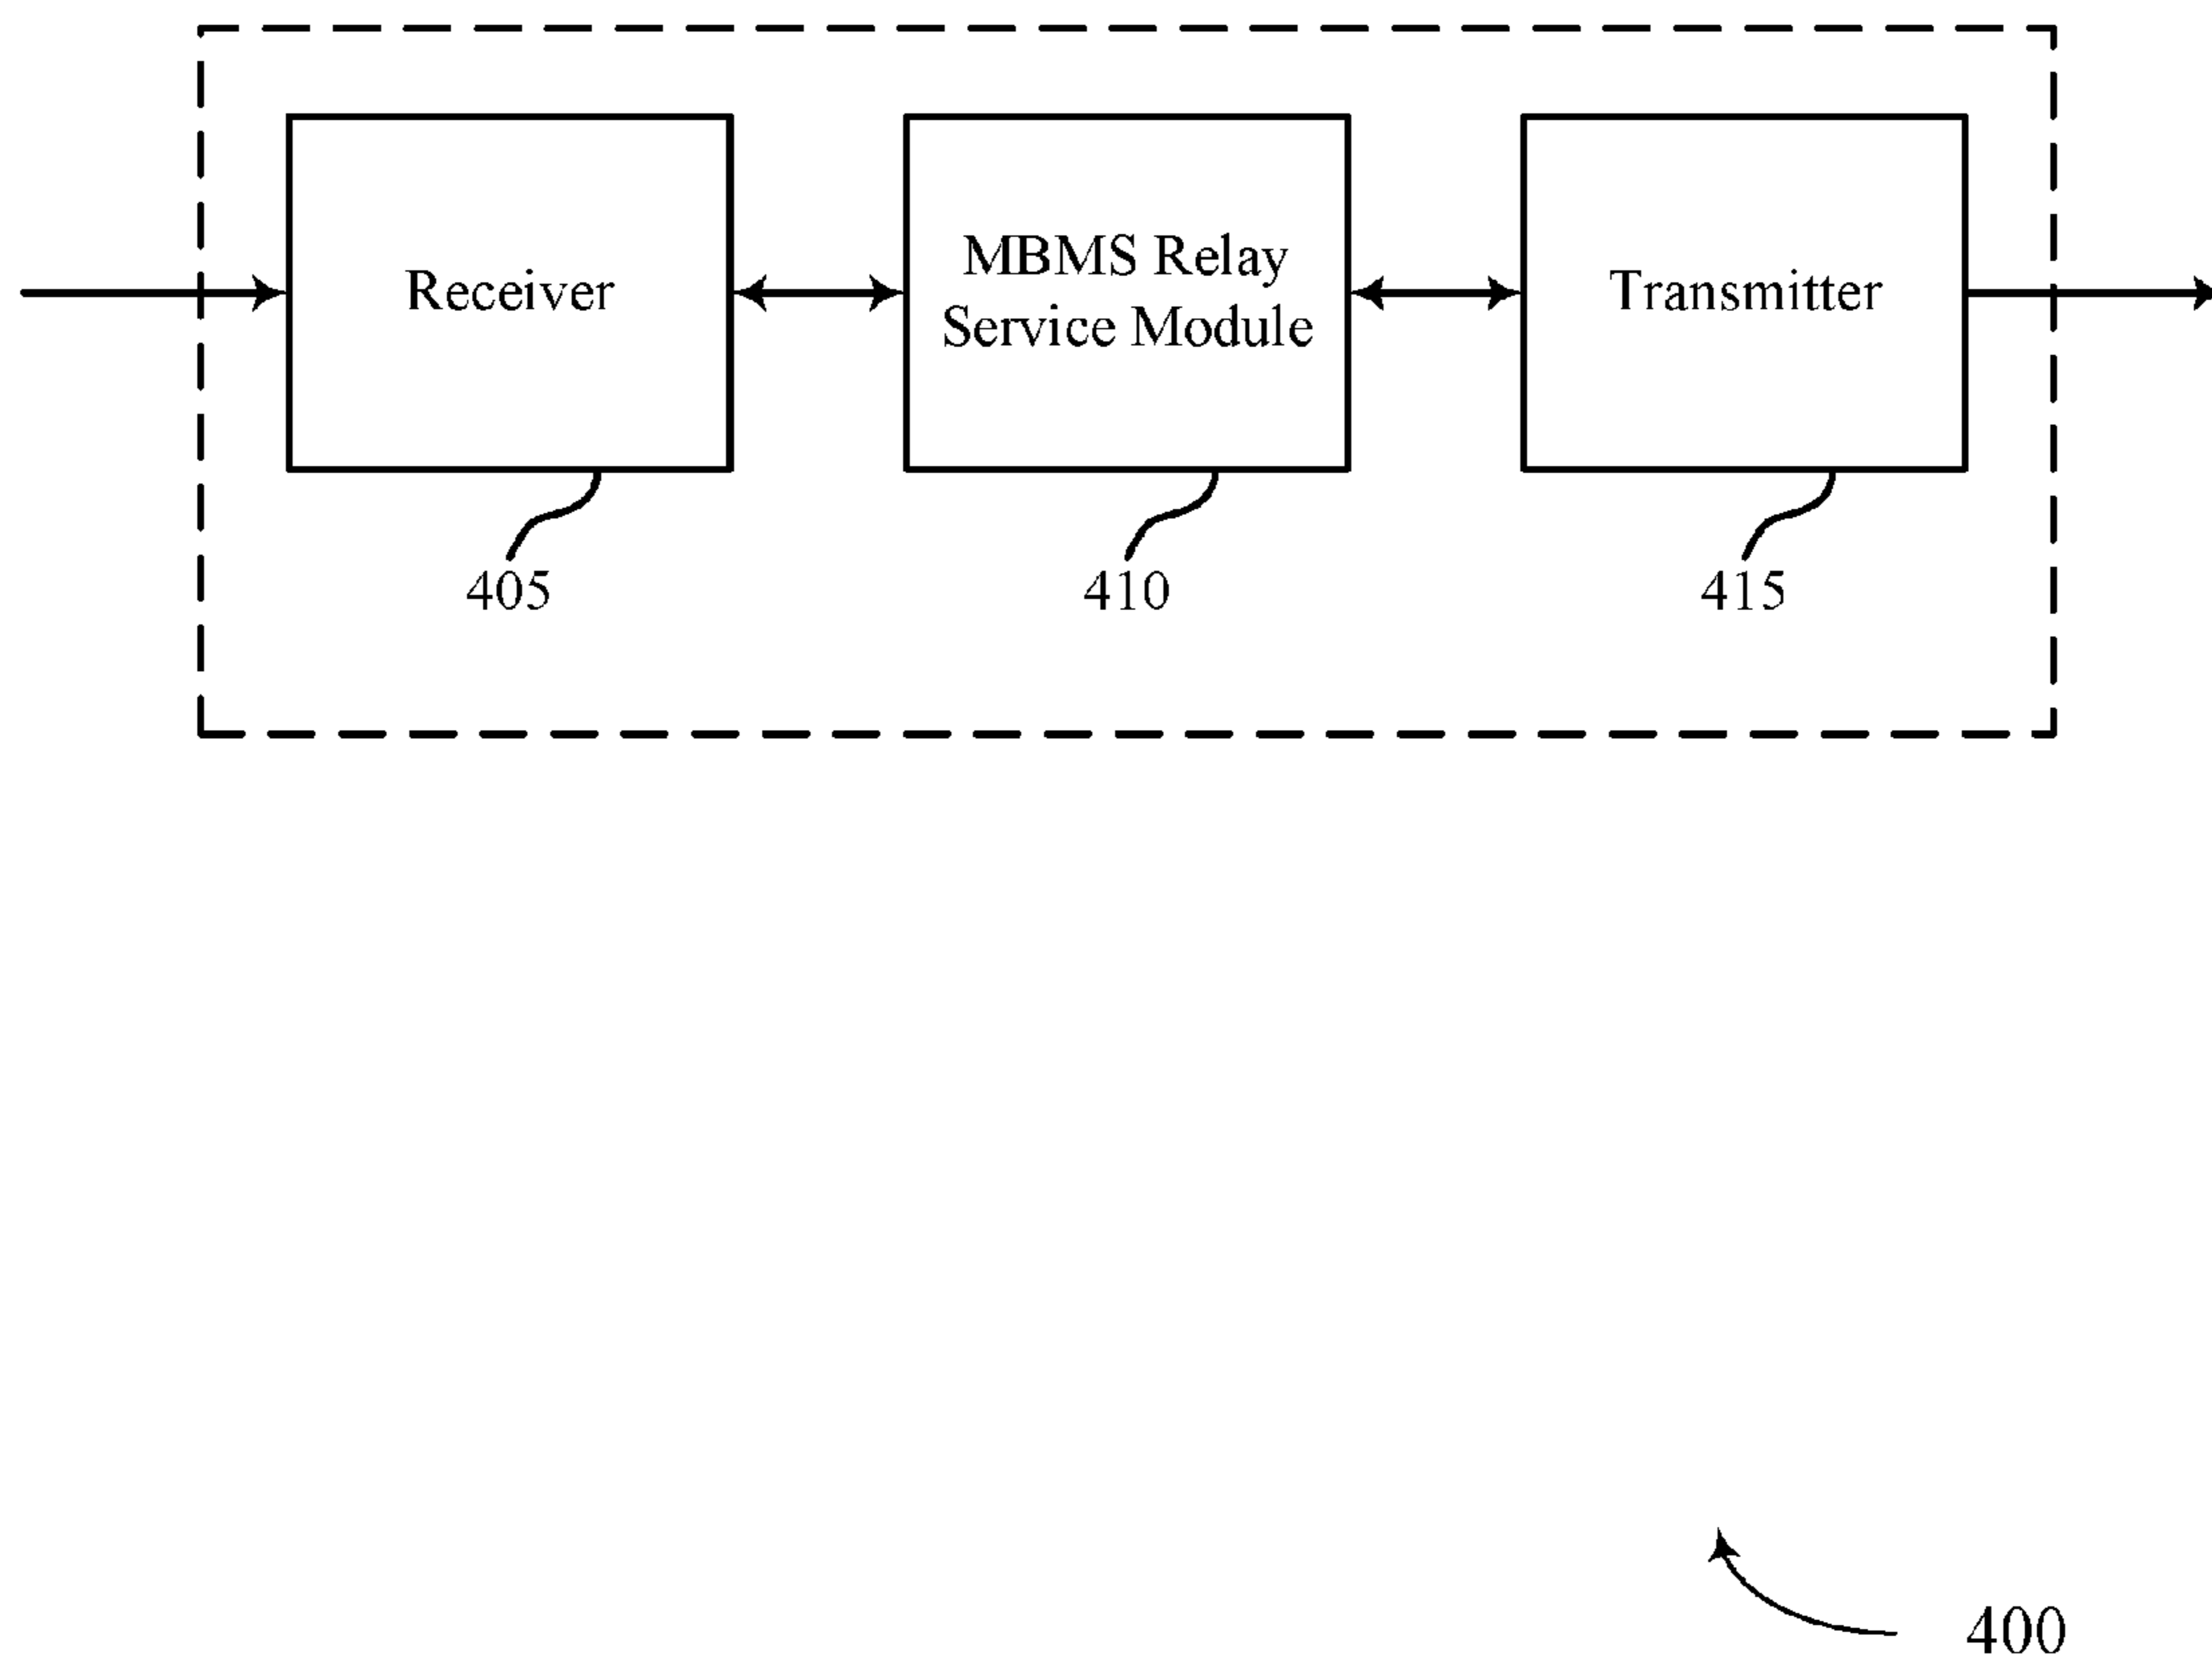 Receiver
MBMS Relay
Service Module
Transmitter
405
410
415
400